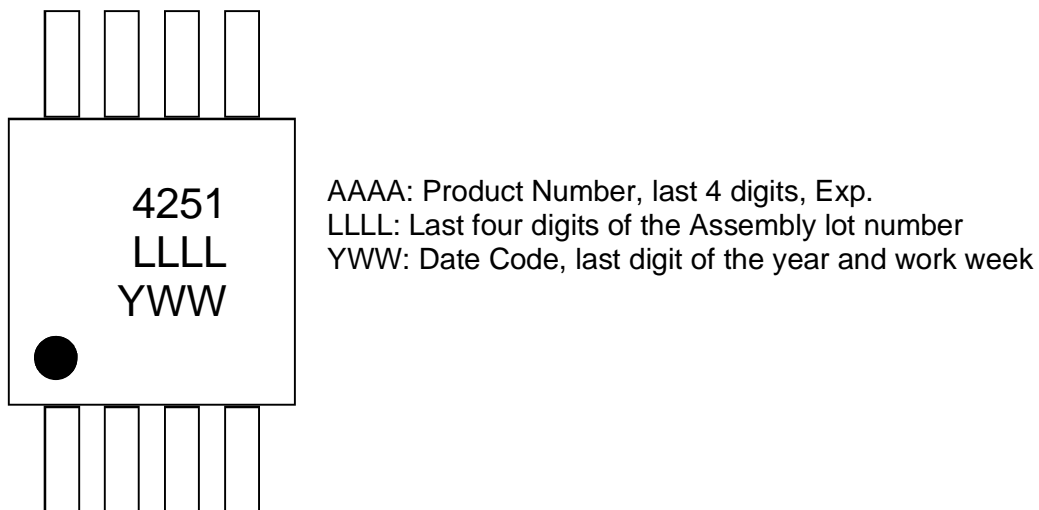 4251
LLLL
YWW
AAAA: Product Number, last 4 digits, Exp.
LLLL: Last four digits of the Assembly lot number
YWW: Date Code, last digit of the year and work week